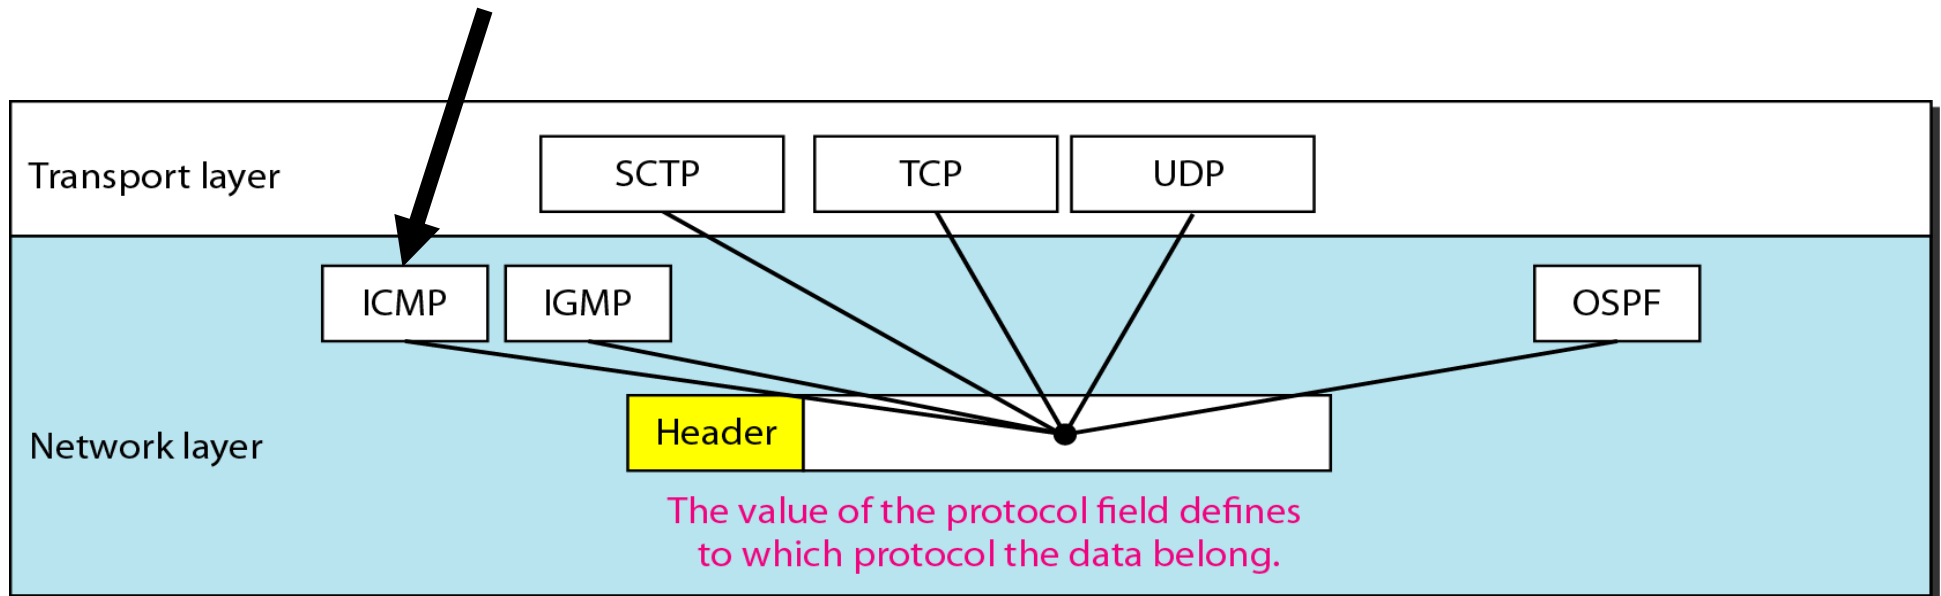 Transport layer
SCTP
TCP
UDP
ICMP
IGMP
OSPF
Network layer
Header
The value of the protocol field defines
to which protocol the data belong.